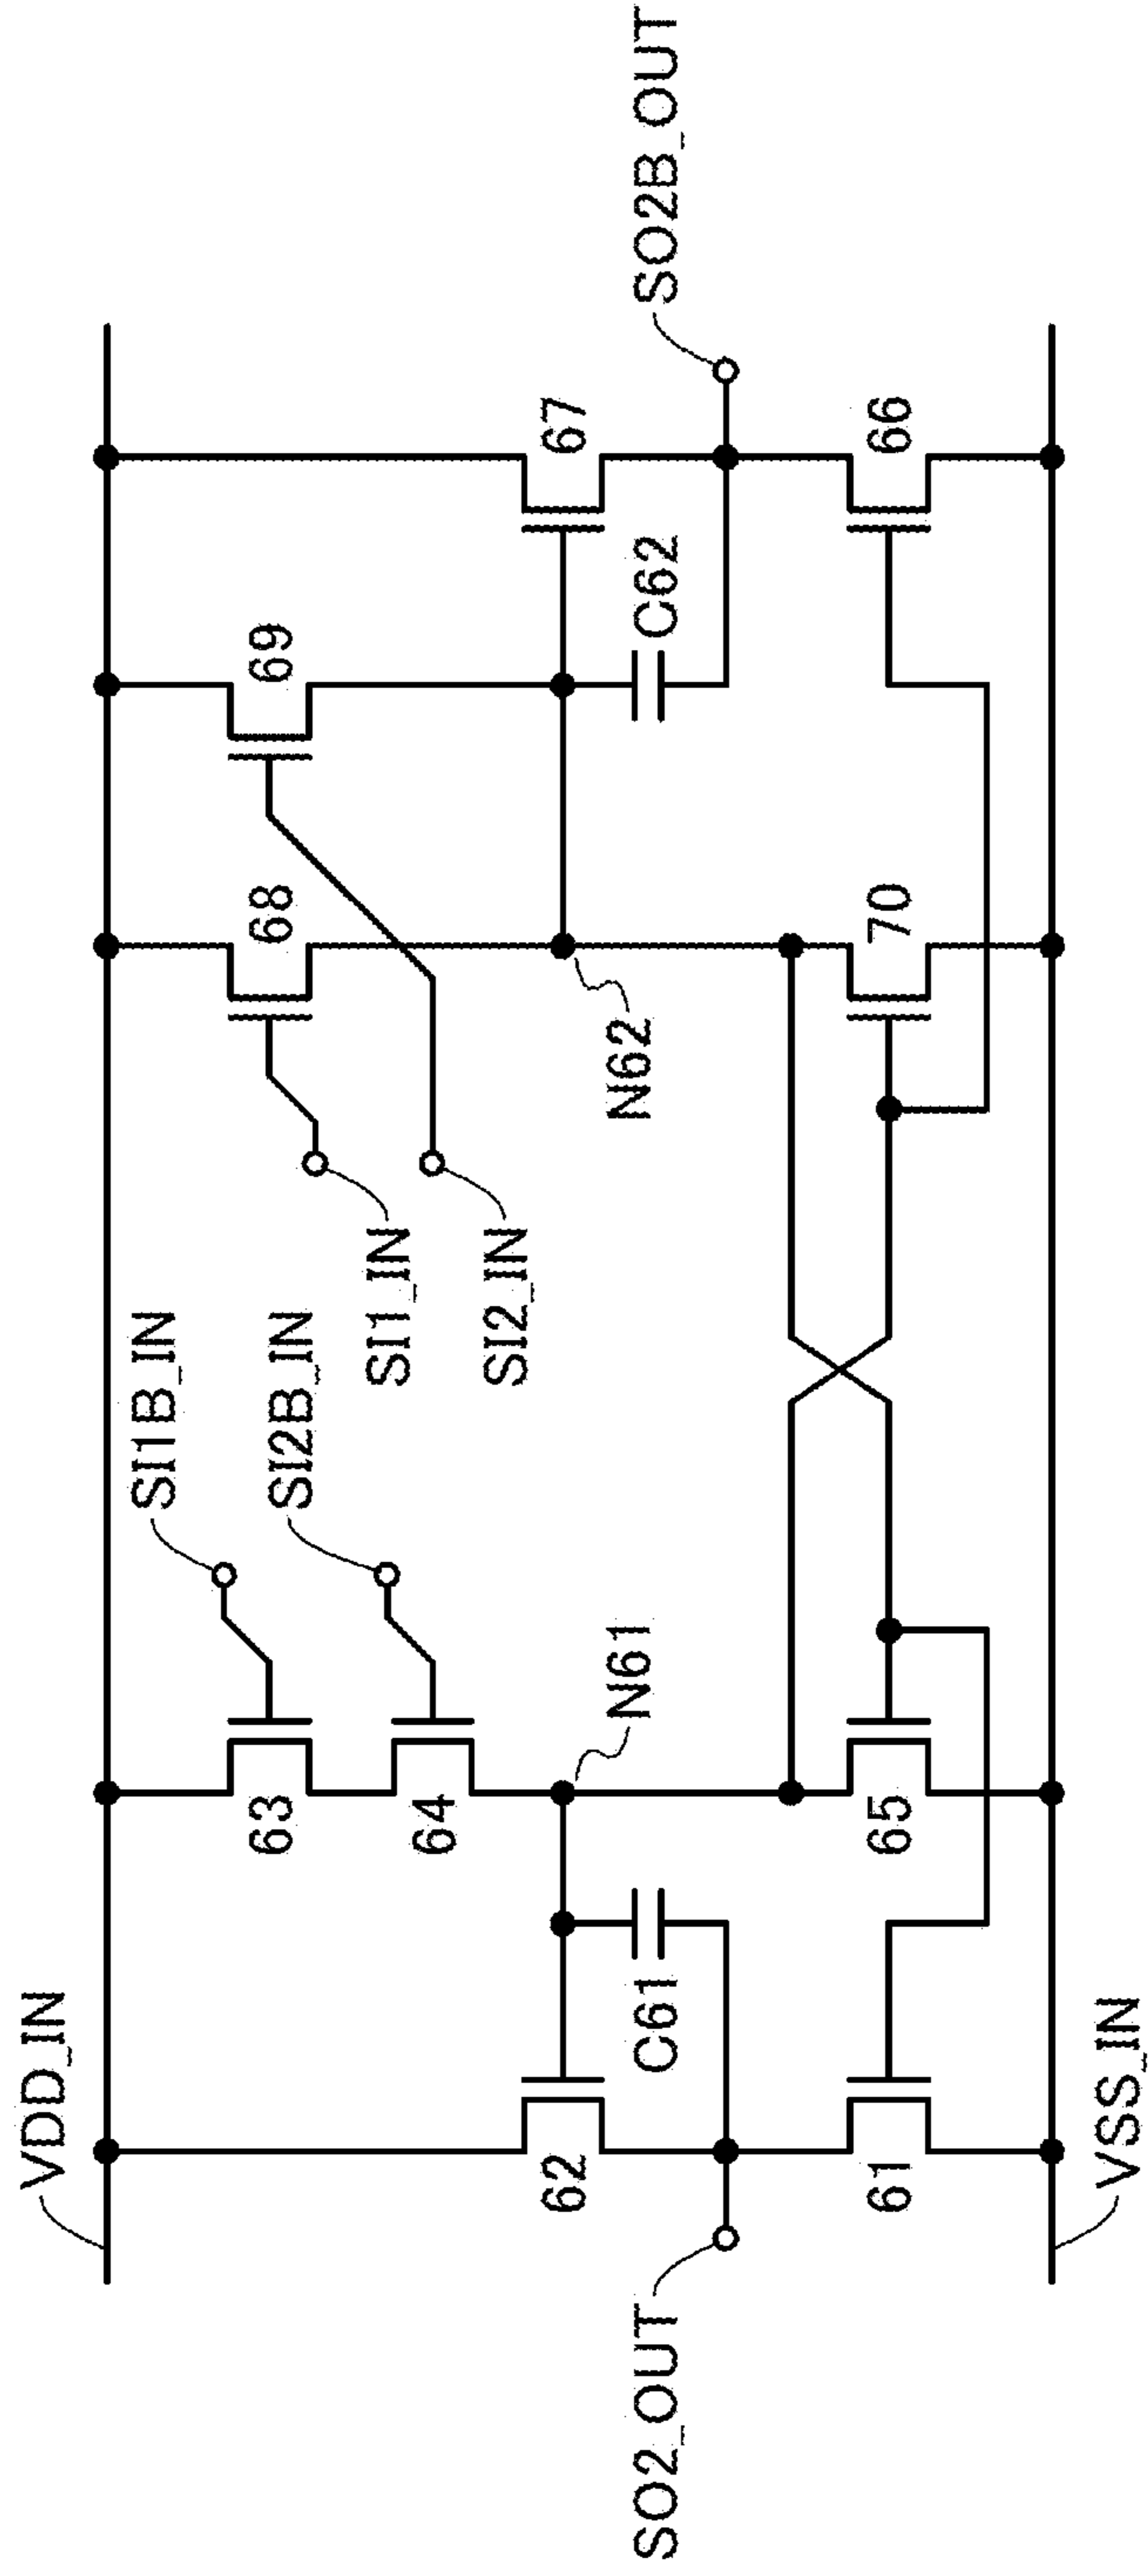 VDD_IN
SI1B_IN
SI2B_IN
SI1_IN
SI2_IN
63
64
68
69
62
C61
N61
N62
C62
67
SO2_OUT
SO2B_OUT
61
65
70
66
VSS_IN